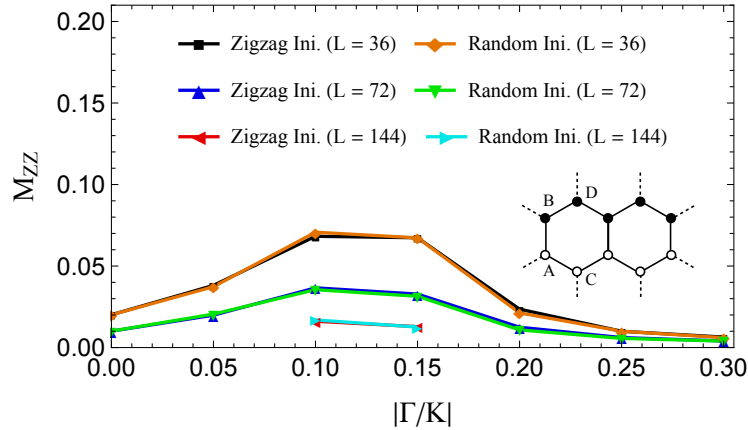 0.20
Zigzag Ini. (L = 36)
Random Ini. (L = 36)
Zigzag Ini. (L = 72)
Random Ini. (L = 72)
Zigzag Ini. (L = 144)
Random Ini. (L = 144)
0.15
0.10
0.05
0.00
M_ZZ
B
D
A
C
0.00 0.05 0.10 0.15 0.20 0.25 0.30
|Γ/K|